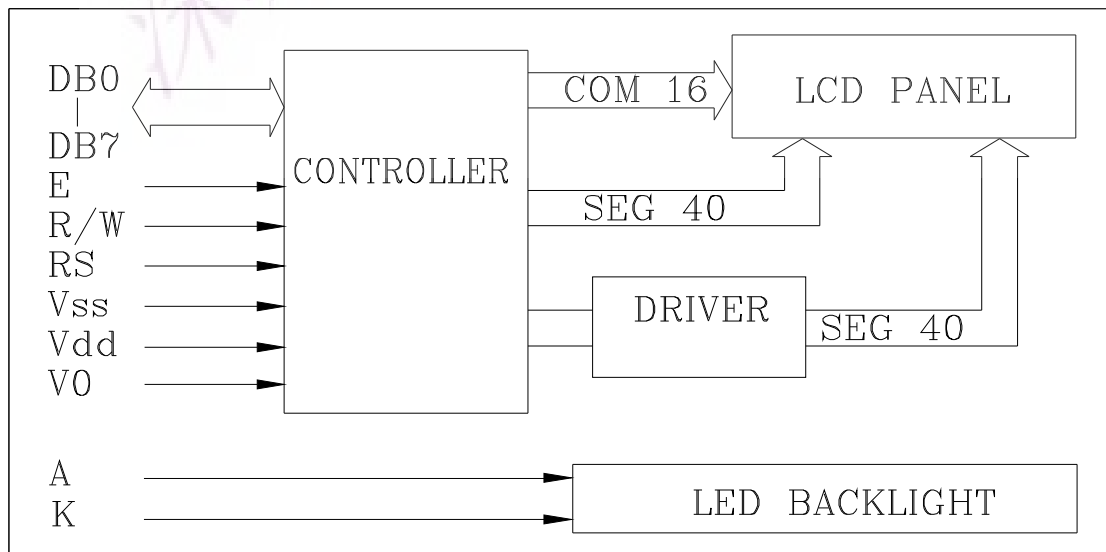 DB0
DB7
E
R/W
RS
Vss
Vdd
V0
A
K
CONTROLLER
COM 16
LCD PANEL
SEG 40
DRIVER
SEG 40
LED BACKLIGHT